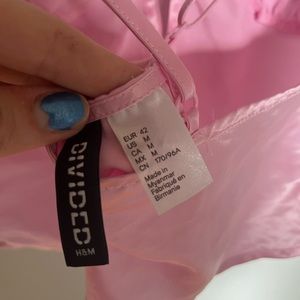 DIVIDED
H&M
EUR 42
US M
CA M
MX M
CN 170/96A
Made in
Myanmar
Fabriqué en
Birmanie